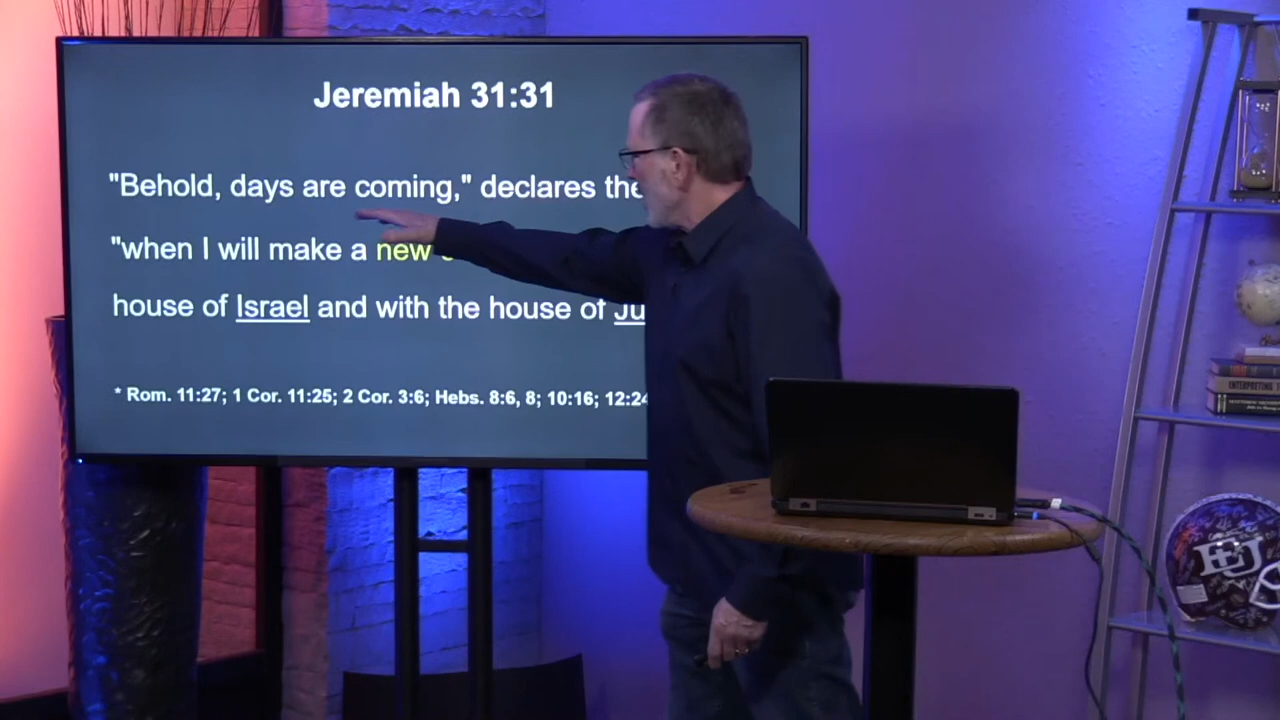 Jeremiah 31:31
"Behold, days are coming," declares the
"when I will make a new
house of Israel and with the house of Ju
* Rom. 11:27; 1 Cor. 11:25; 2 Cor. 3:6; Hebs. 8:6, 8; 10:16; 12:24
INTERPRETING